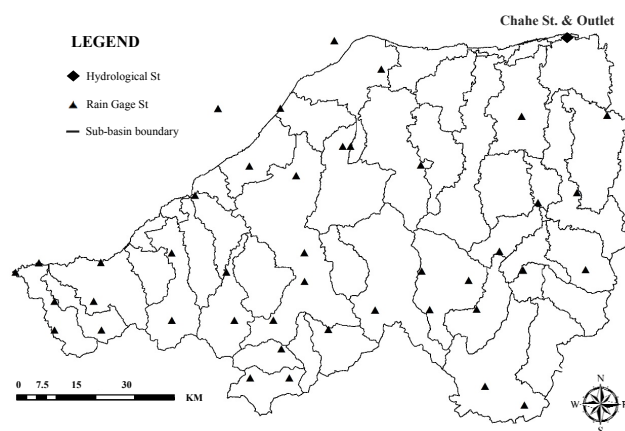 Chahe St. & Outlet
LEGEND
Hydrological St
Rain Gage St
Sub-basin boundary
0 7.5 15 30
KM
N
W E
S